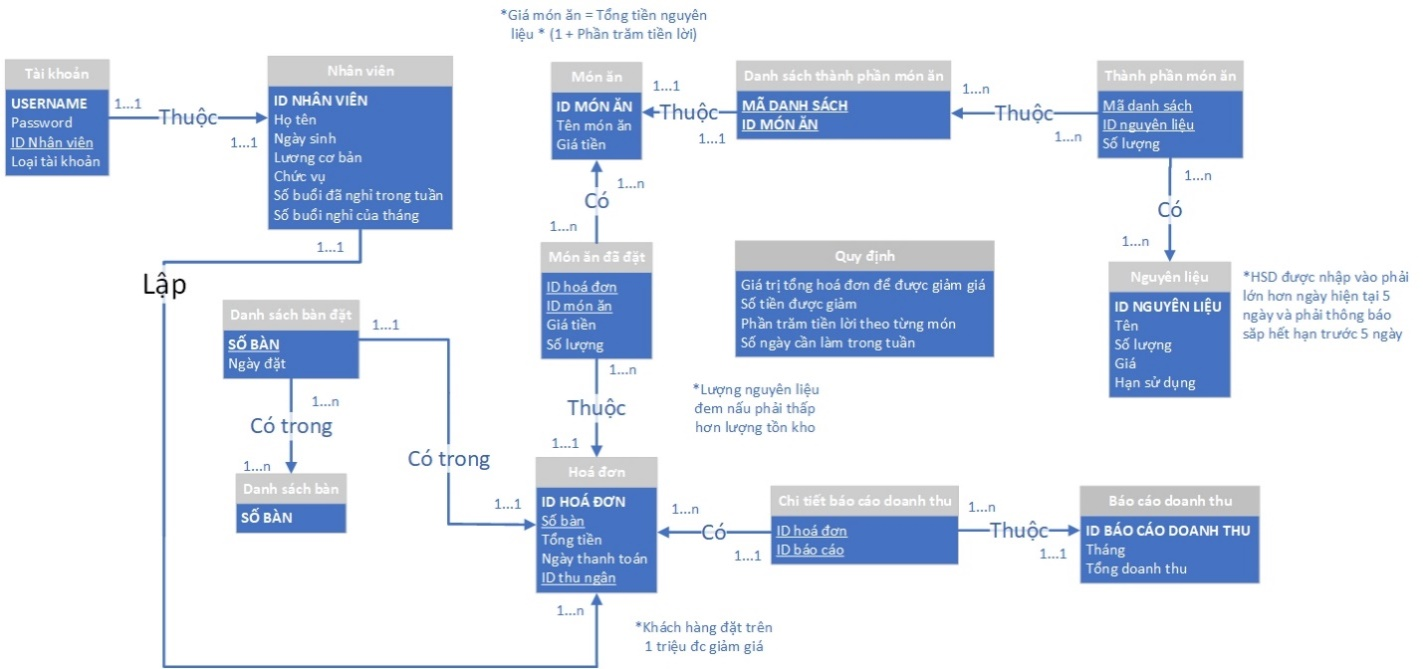 *Giá món ăn = Tổng tiền nguyên
liệu * (1 + Phần trăm tiền lời)
Tài khoản
USERNAME
Password
ID Nhân viên
Loại tài khoản
1...1
Thuộc
1...1
Nhân viên
ID NHÂN VIÊN
Họ tên
Ngày sinh
Lương cơ bản
Chức vụ
Số buổi đã nghỉ trong tuần
Số buổi nghỉ của tháng
1...1
Lập
Món ăn
ID MÓN ĂN
Tên món ăn
Giá tiền
1...1
Thuộc
1...1
Danh sách thành phần món ăn
MÃ DANH SÁCH
ID MÓN ĂN
1...n
Thuộc
1...n
Thành phần món ăn
Mã danh sách
ID nguyên liệu
Số lượng
1...n
Có
1...n
1...n
Có
1...n
Món ăn đã đặt
ID hoá đơn
ID món ăn
Giá tiền
Số lượng
1...n
Thuộc
1...1
Quy định
Giá trị tổng hoá đơn để được giảm giá
Số tiền được giảm
Phần trăm tiền lời theo từng món
Số ngày cần làm trong tuần
Nguyên liệu
ID NGUYÊN LIỆU
Tên
Số lượng
Giá
Hạn sử dụng
*HSD được nhập vào phải
lớn hơn ngày hiện tại 5
ngày và phải thông báo
săp hết hạn trước 5 ngày
Danh sách bàn đặt
SỐ BÀN
Ngày đặt
1...1
1...n
Có trong
1...n
Có trong
1...1
*Lượng nguyên liệu
đem nấu phải thấp
hơn lượng tồn kho
Danh sách bàn
SỐ BÀN
Hoá đơn
ID HOÁ ĐƠN
Số bàn
Tổng tiền
Ngày thanh toán
ID thu ngân
1...n
1...n
Có
1...1
Chi tiết báo cáo doanh thu
ID hoá đơn
ID báo cáo
1...n
Thuộc
1...1
Báo cáo doanh thu
ID BÁO CÁO DOANH THU
Tháng
Tổng doanh thu
*Khách hàng đặt trên
1 triệu đc giảm giá